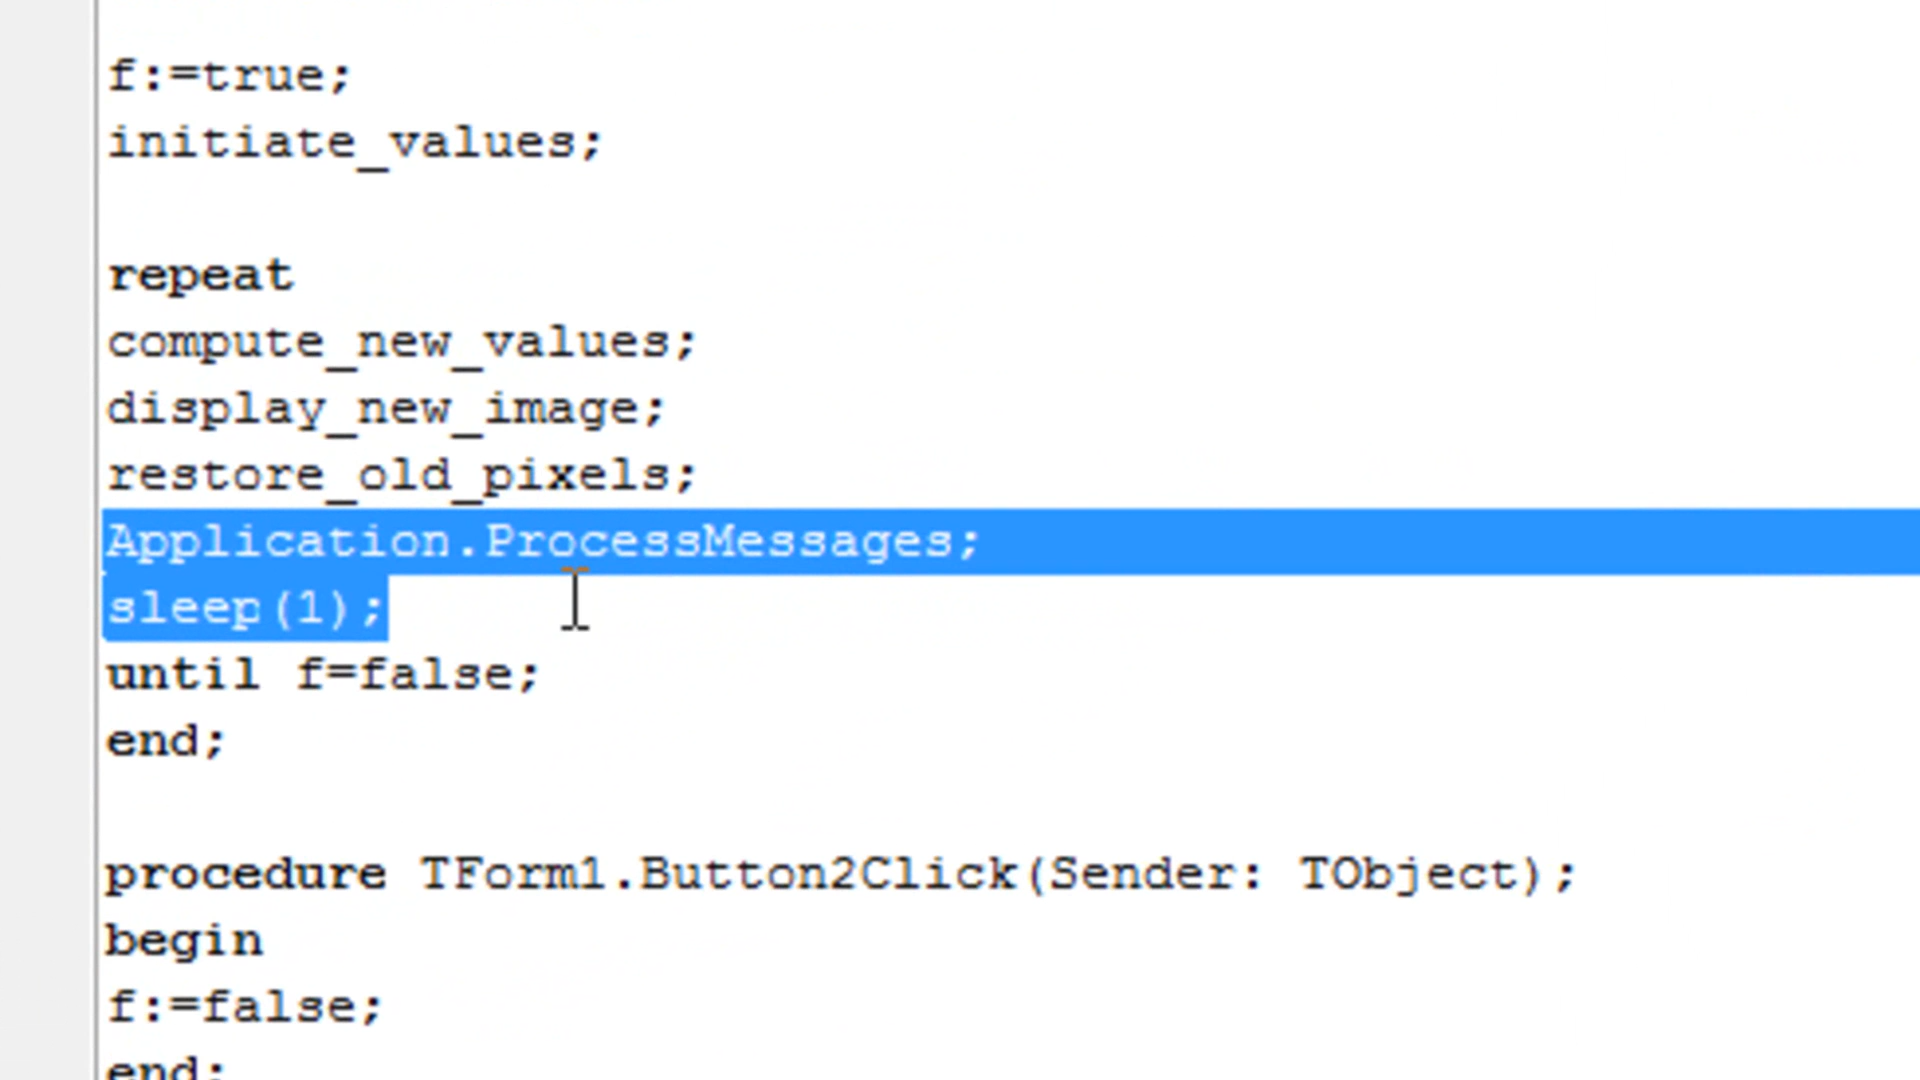 f:=true;
initiate_values;
repeat
compute_new_values;
display_new_image;
restore_old_pixels;
Application.ProcessMessages;
sleep(1);
until f=false;
end;
procedure TForm1.Button2Click(Sender: TObject);
begin
f:=false;
end;